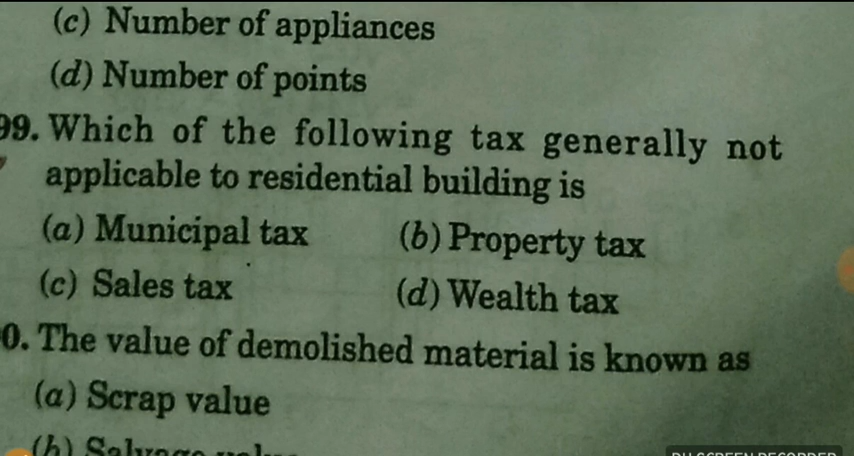 (c) Number of appliances
(d) Number of points
99. Which of the following tax generally not
applicable to residential building is
(a) Municipal tax (b) Property tax
(c) Sales tax (d) Wealth tax
0. The value of demolished material is known as
(a) Scrap value
(b) Salvage value